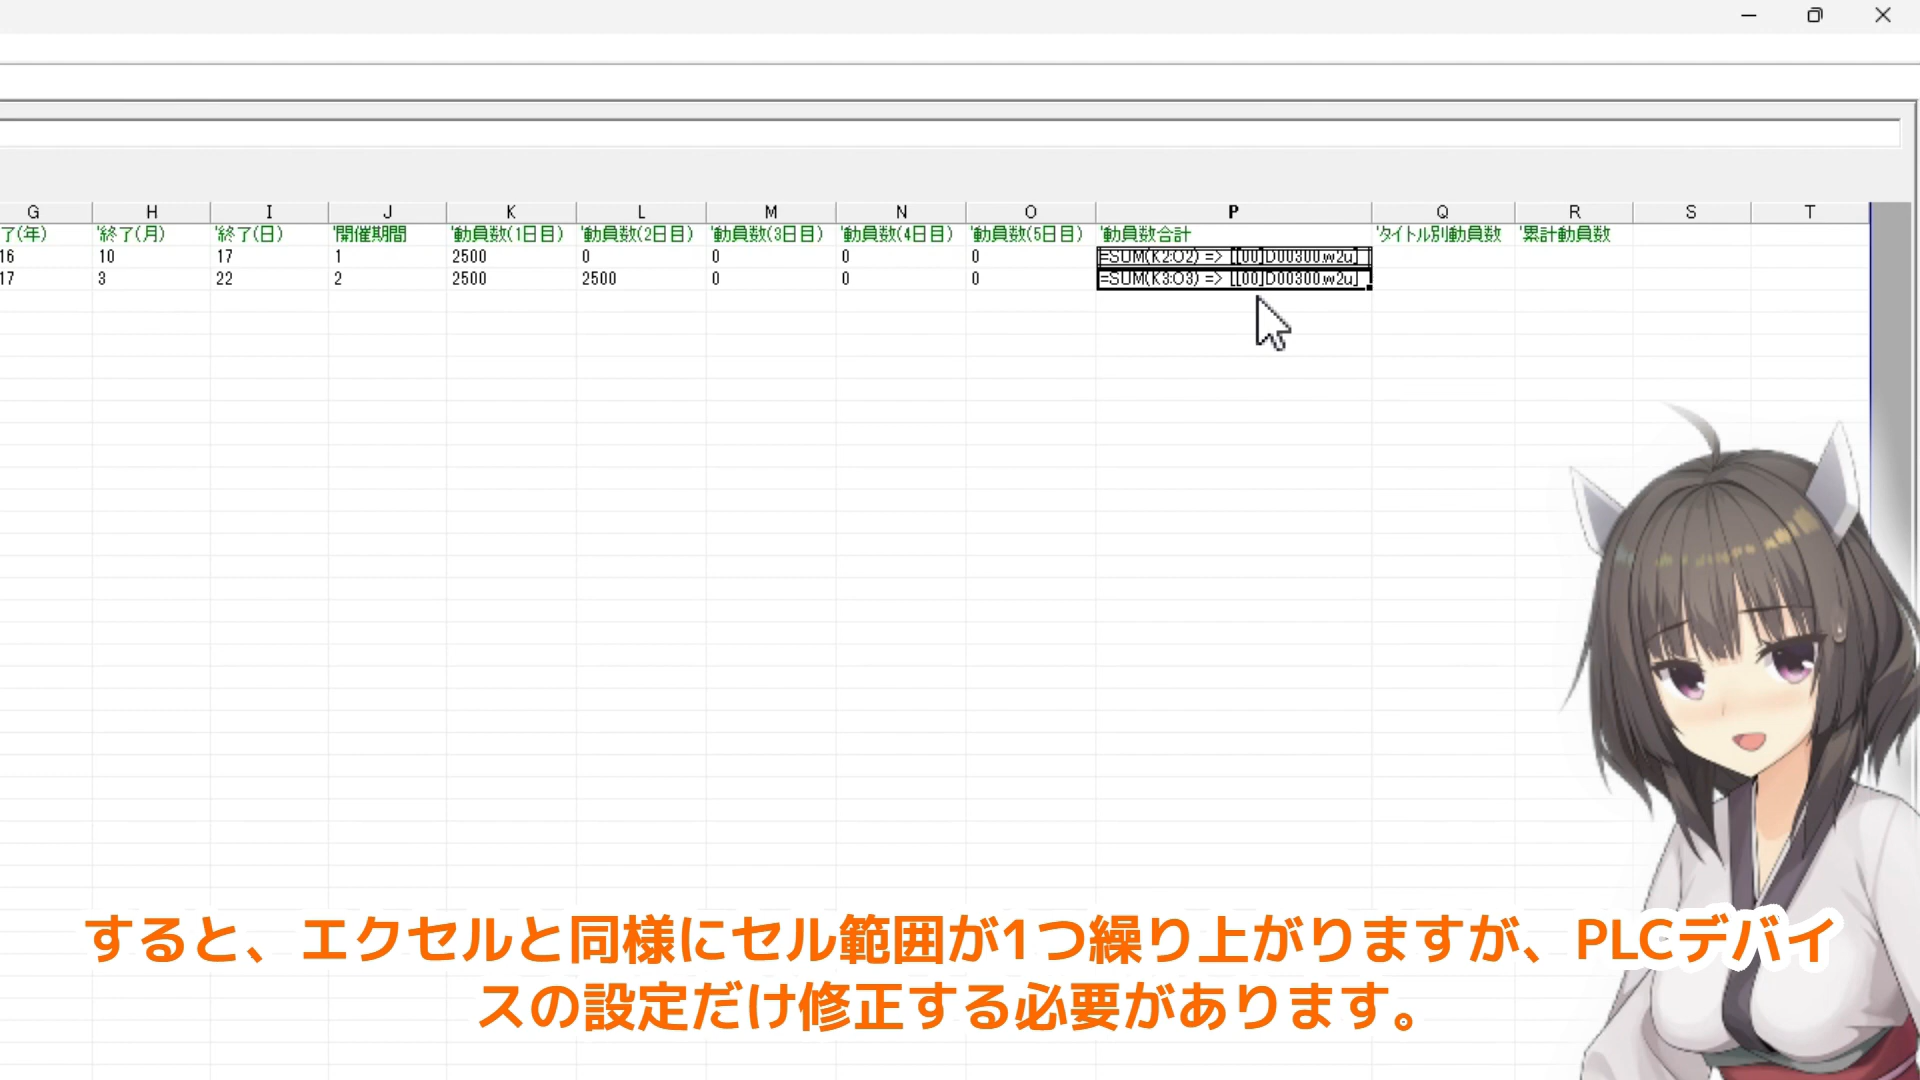 G H I J K L M N O P Q R S T
了(年) '終了(月) '終了(日) '開催期間 '動員数(1日目) '動員数(2日目) '動員数(3日目) '動員数(4日目) '動員数(5日目) '動員数合計 'タイトル別動員数 '累計動員数
16 10 17 1 2500 0 0 0 0 =SUM(K2:O2) => [[00]D00300.w2u]
17 3 22 2 2500 2500 0 0 0 =SUM(K3:O3) => [[00]D00300.w2u]
すると、エクセルと同様にセル範囲が1つ繰り上がりますが、PLCデバイ
スの設定だけ修正する必要があります。